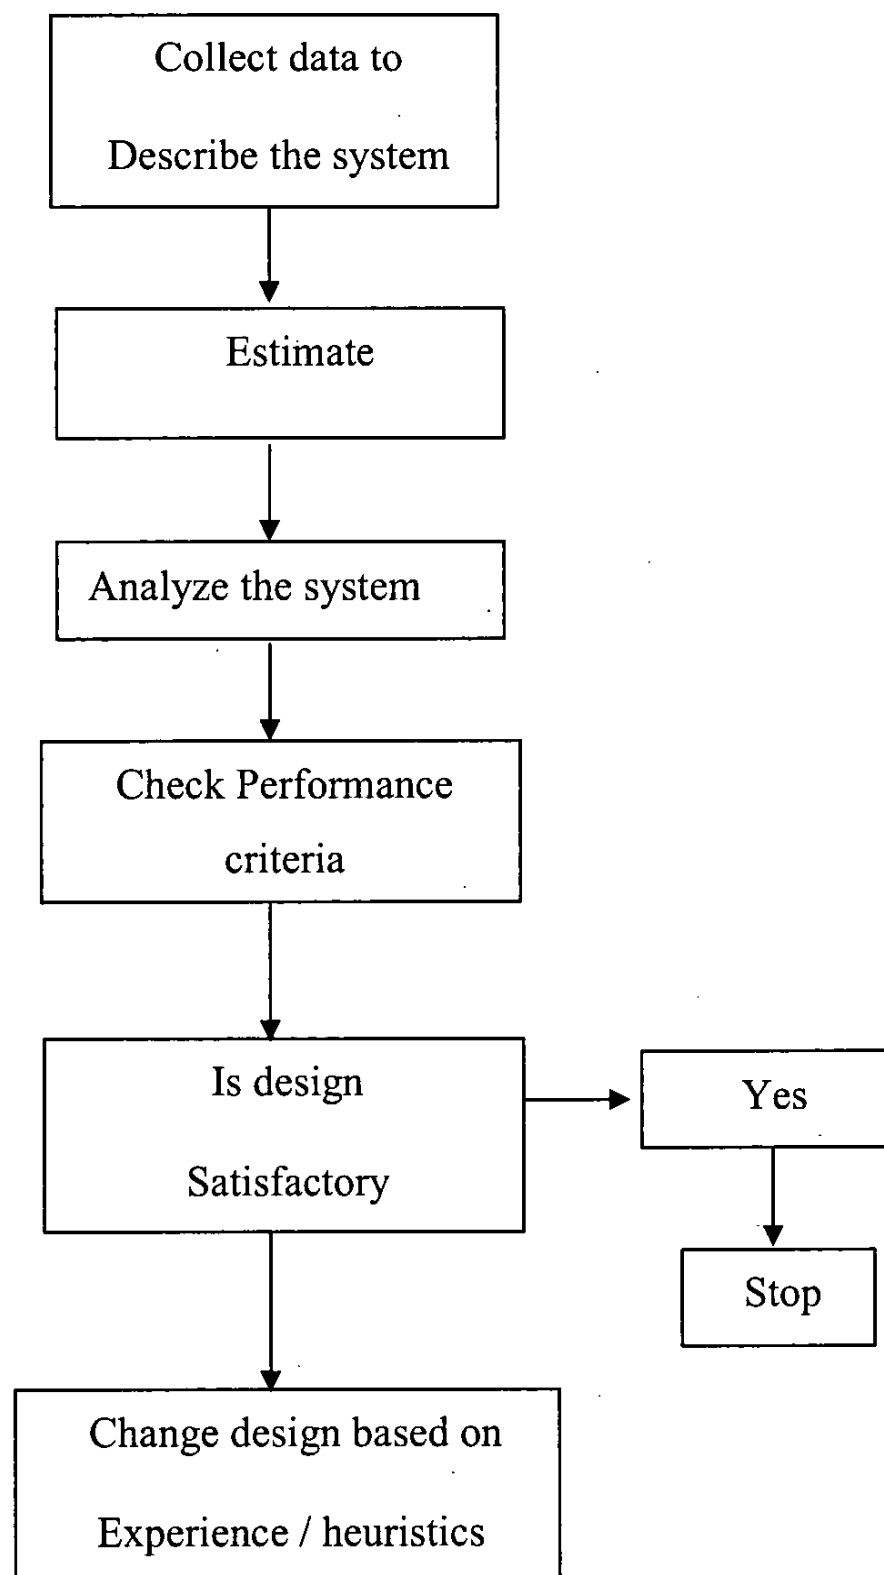 Collect data to
Describe the system
Estimate
Analyze the system
Check Performance
criteria
Is design
Satisfactory
Yes
Stop
Change design based on
Experience / heuristics